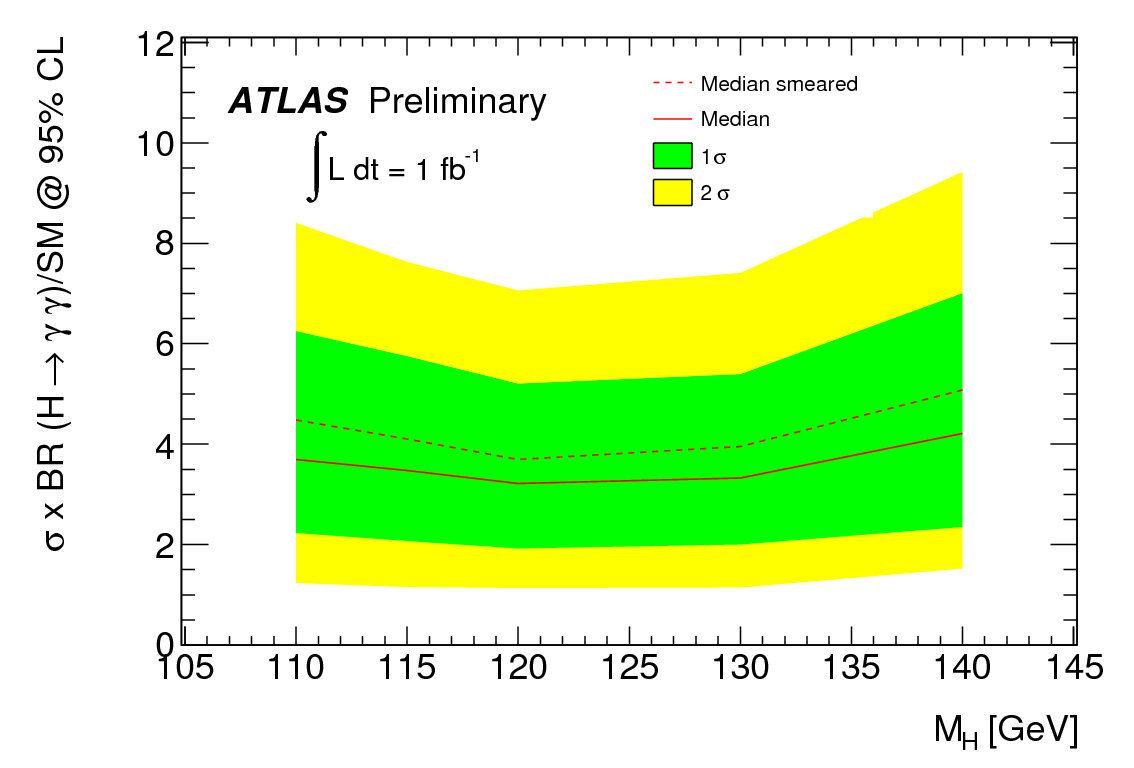 σ x BR (H → γ γ)/SM @ 95% CL
12
10
8
6
4
2
0
ATLAS Preliminary
∫L dt = 1 fb⁻¹
Median smeared
Median
1σ
2 σ
105 110 115 120 125 130 135 140 145
M_H [GeV]